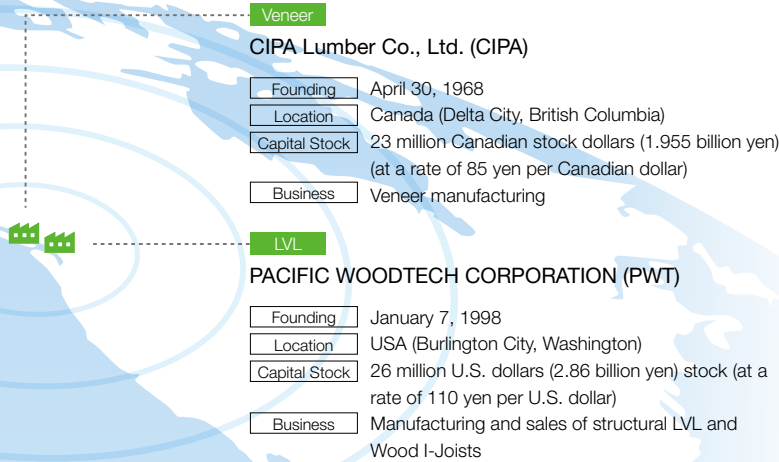 Veneer
CIPA Lumber Co., Ltd. (CIPA)
Founding April 30, 1968
Location Canada (Delta City, British Columbia)
Capital Stock 23 million Canadian stock dollars (1.955 billion yen)
(at a rate of 85 yen per Canadian dollar)
Business Veneer manufacturing
LVL
PACIFIC WOODTECH CORPORATION (PWT)
Founding January 7, 1998
Location USA (Burlington City, Washington)
Capital Stock 26 million U.S. dollars (2.86 billion yen) stock (at a
rate of 110 yen per U.S. dollar)
Business Manufacturing and sales of structural LVL and
Wood I-Joists